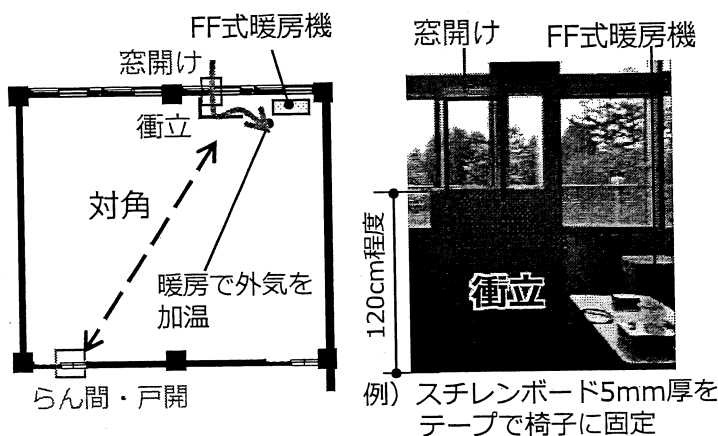 FF式暖房機
窓開け
衝立
対角
暖房で外気を
加温
らん間・戸開
窓開け
FF式暖房機
120cm程度
衝立
例）スチレンボード5mm厚を
テープで椅子に固定